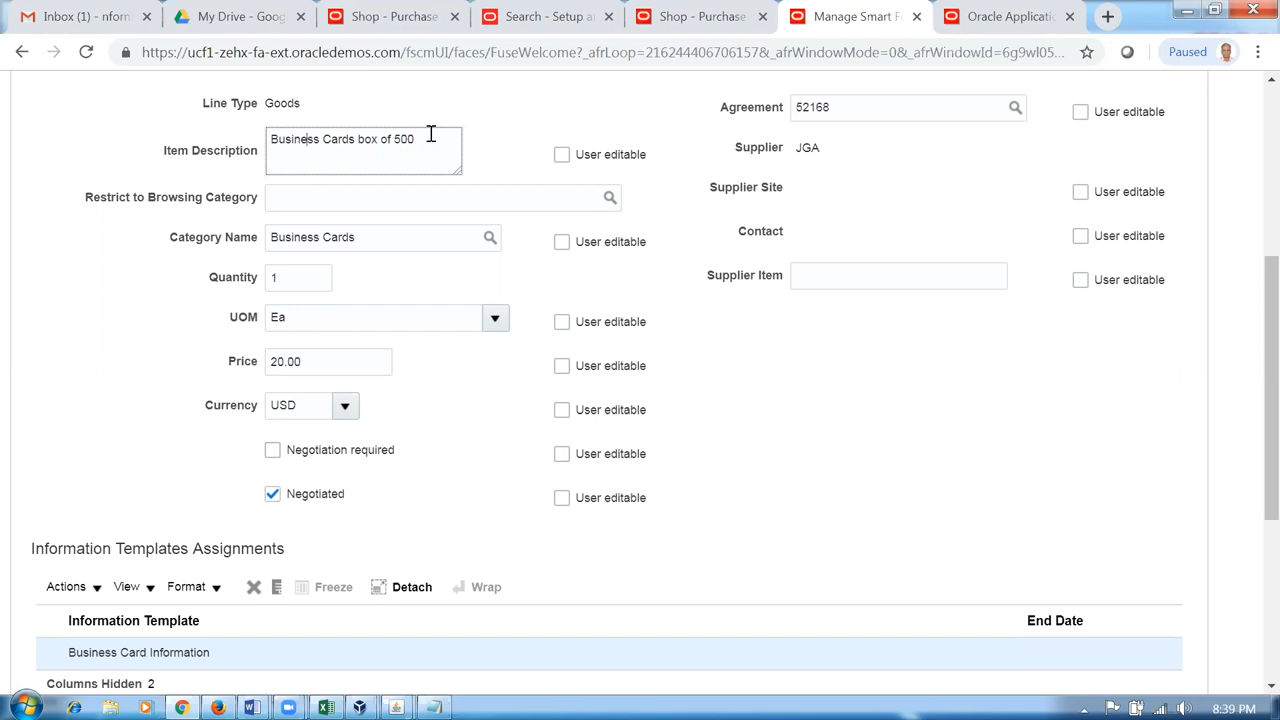 Inbox (1) - nform
My Drive - Goog
Shop - Purchase
Case setup - a
Shop - Purchase
Manage Smart F
Facts Applicatio
https://ucf1-zehx-fa-ext.oracledemos.com/fscmUI/faces/FuseWelcome?_afrLoop=216244406706157&_afrWindowMode=0&_afrWindowId=6g9wl05...
Paused
Line Type Goods
Agreement 52168 User editable
Item Description Business Cards box of 500 User editable
Supplier JGA
Restrict to Browsing Category
Supplier Site User editable
Category Name Business Cards User editable
Contact User editable
Quantity 1
Supplier Item User editable
UOM Ea User editable
Price 20.00 User editable
Currency USD User editable
Negotiation required User editable
Negotiated User editable
Information Templates Assignments
Actions View Format Freeze Detach Wrap
Information Template End Date
Business Card Information
Columns Hidden 2
8:39 PM